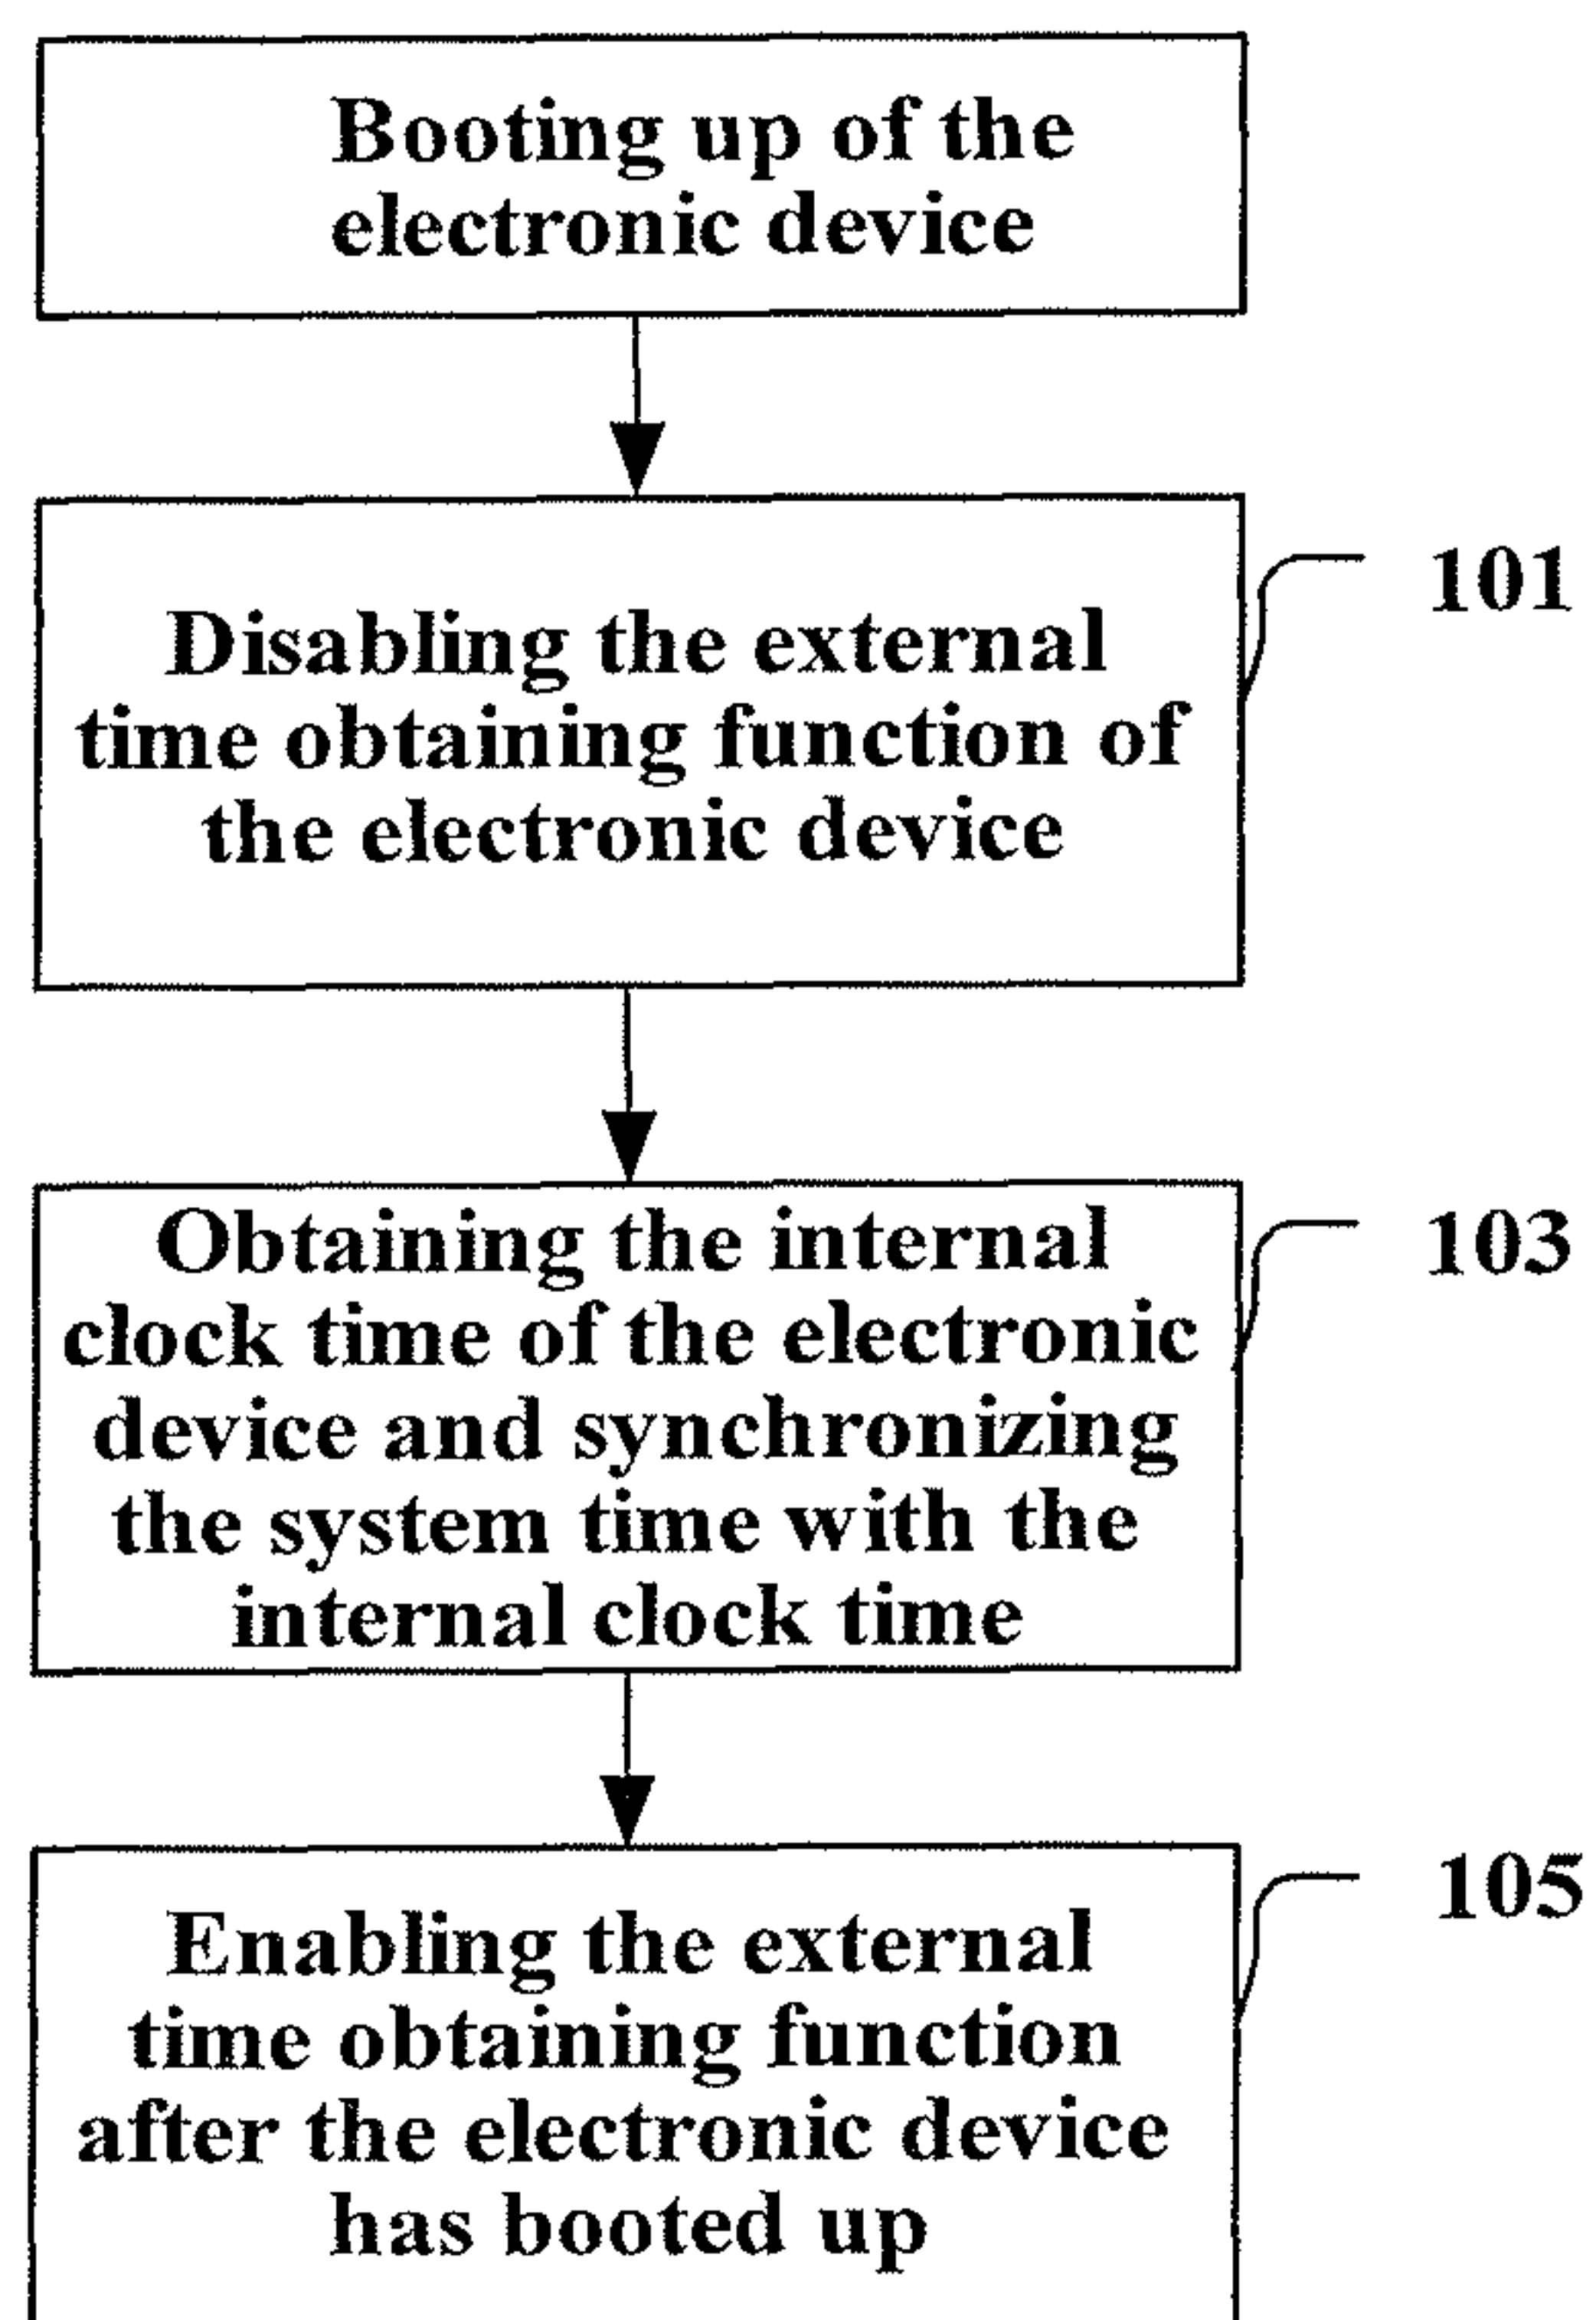 Booting up of the
electronic device
101
Disabling the external
time obtaining function of
the electronic device
103
Obtaining the internal
clock time of the electronic
device and synchronizing
the system time with the
internal clock time
105
Enabling the external
time obtaining function
after the electronic device
has booted up